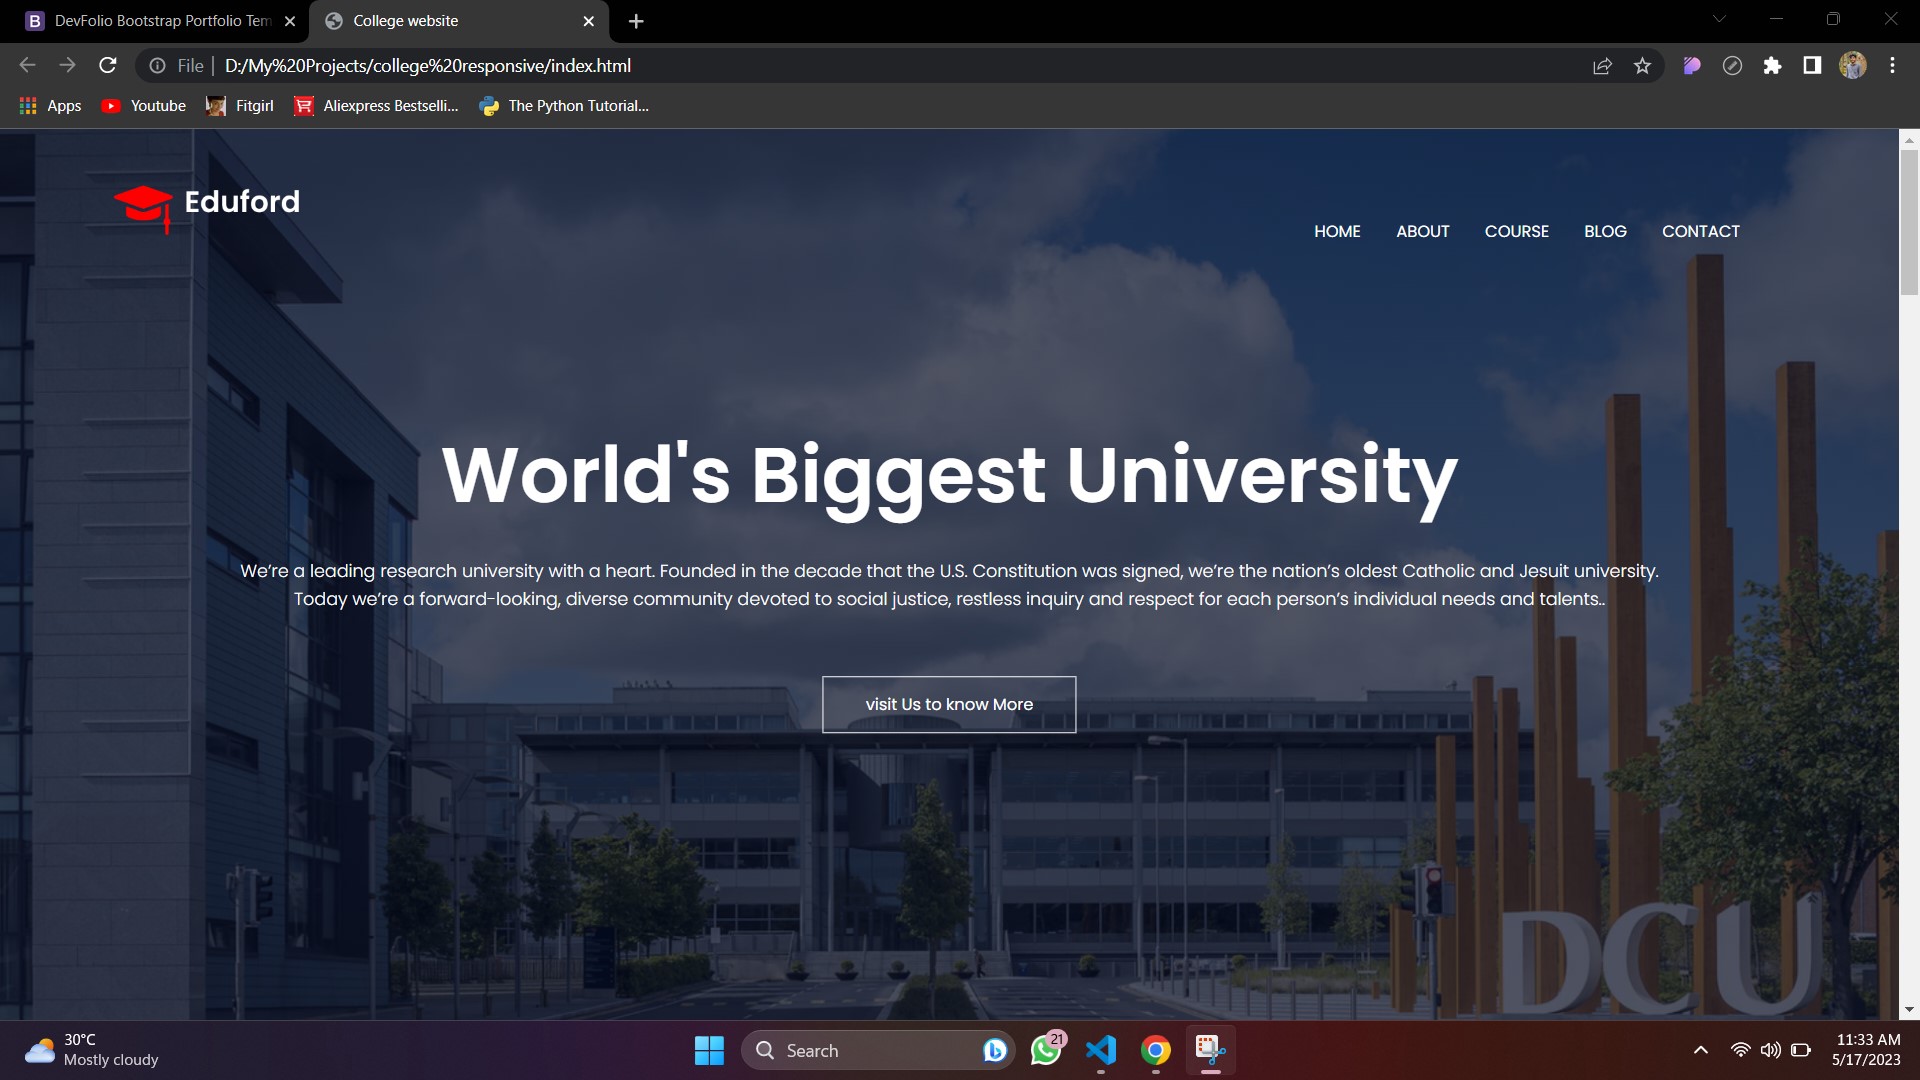 DevFolio Bootstrap Portfolio Tem
College website
File
D:/My%20Projects/college%20responsive/index.html
Apps
Youtube
Fitgirl
Aliexpress Bestselli...
The Python Tutorial...
Eduford
HOME
ABOUT
COURSE
BLOG
CONTACT
World's Biggest University
We’re a leading research university with a heart. Founded in the decade that the U.S. Constitution was signed, we’re the nation’s oldest Catholic and Jesuit university.
Today we’re a forward-looking, diverse community devoted to social justice, restless inquiry and respect for each person’s individual needs and talents..
visit Us to know More
DCU
30°C
Mostly cloudy
Search
21
11:33 AM
5/17/2023